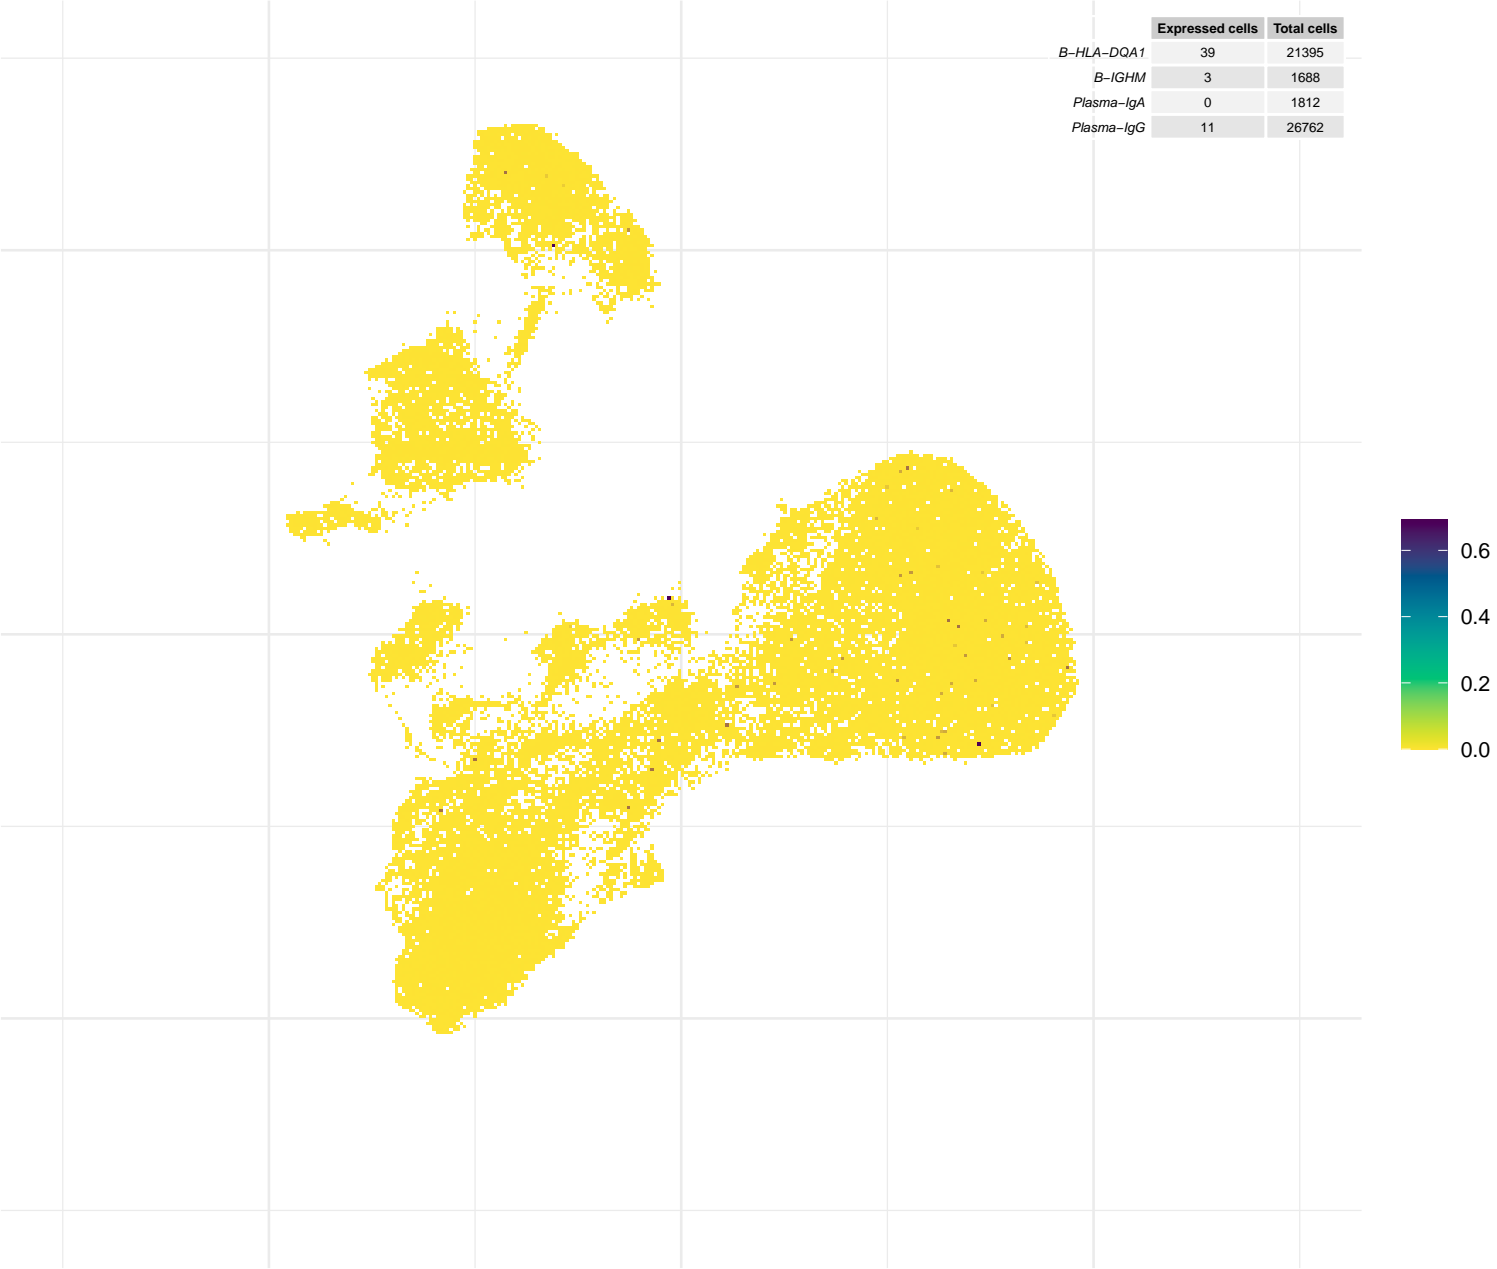 Expressed cells Total cells
B−HLA−DQA1 39 21395
B−IGHM 3 1688
Plasma−IgA 0 1812
Plasma−IgG 11 26762
0.6
0.4
0.2
0.0